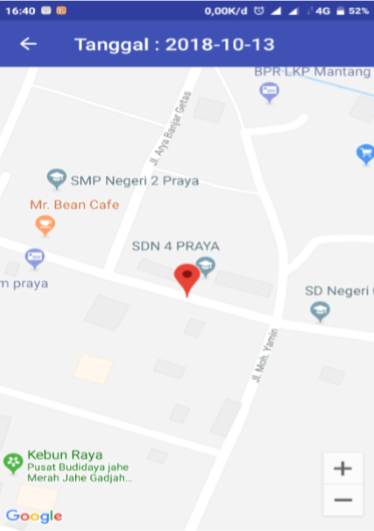 16:40 0,00K/d 4G 52%
Tanggal : 2018-10-13
BPR LKP Mantang
Jl. Arya Banjar Getas
SMP Negeri 2 Praya
Mr. Bean Cafe
SDN 4 PRAYA
m praya
SD Negeri
Jl. Moh. Yamin
Kebun Raya
Pusat Budidaya jahe
Merah Jahe Gadjah...
+
−
Google